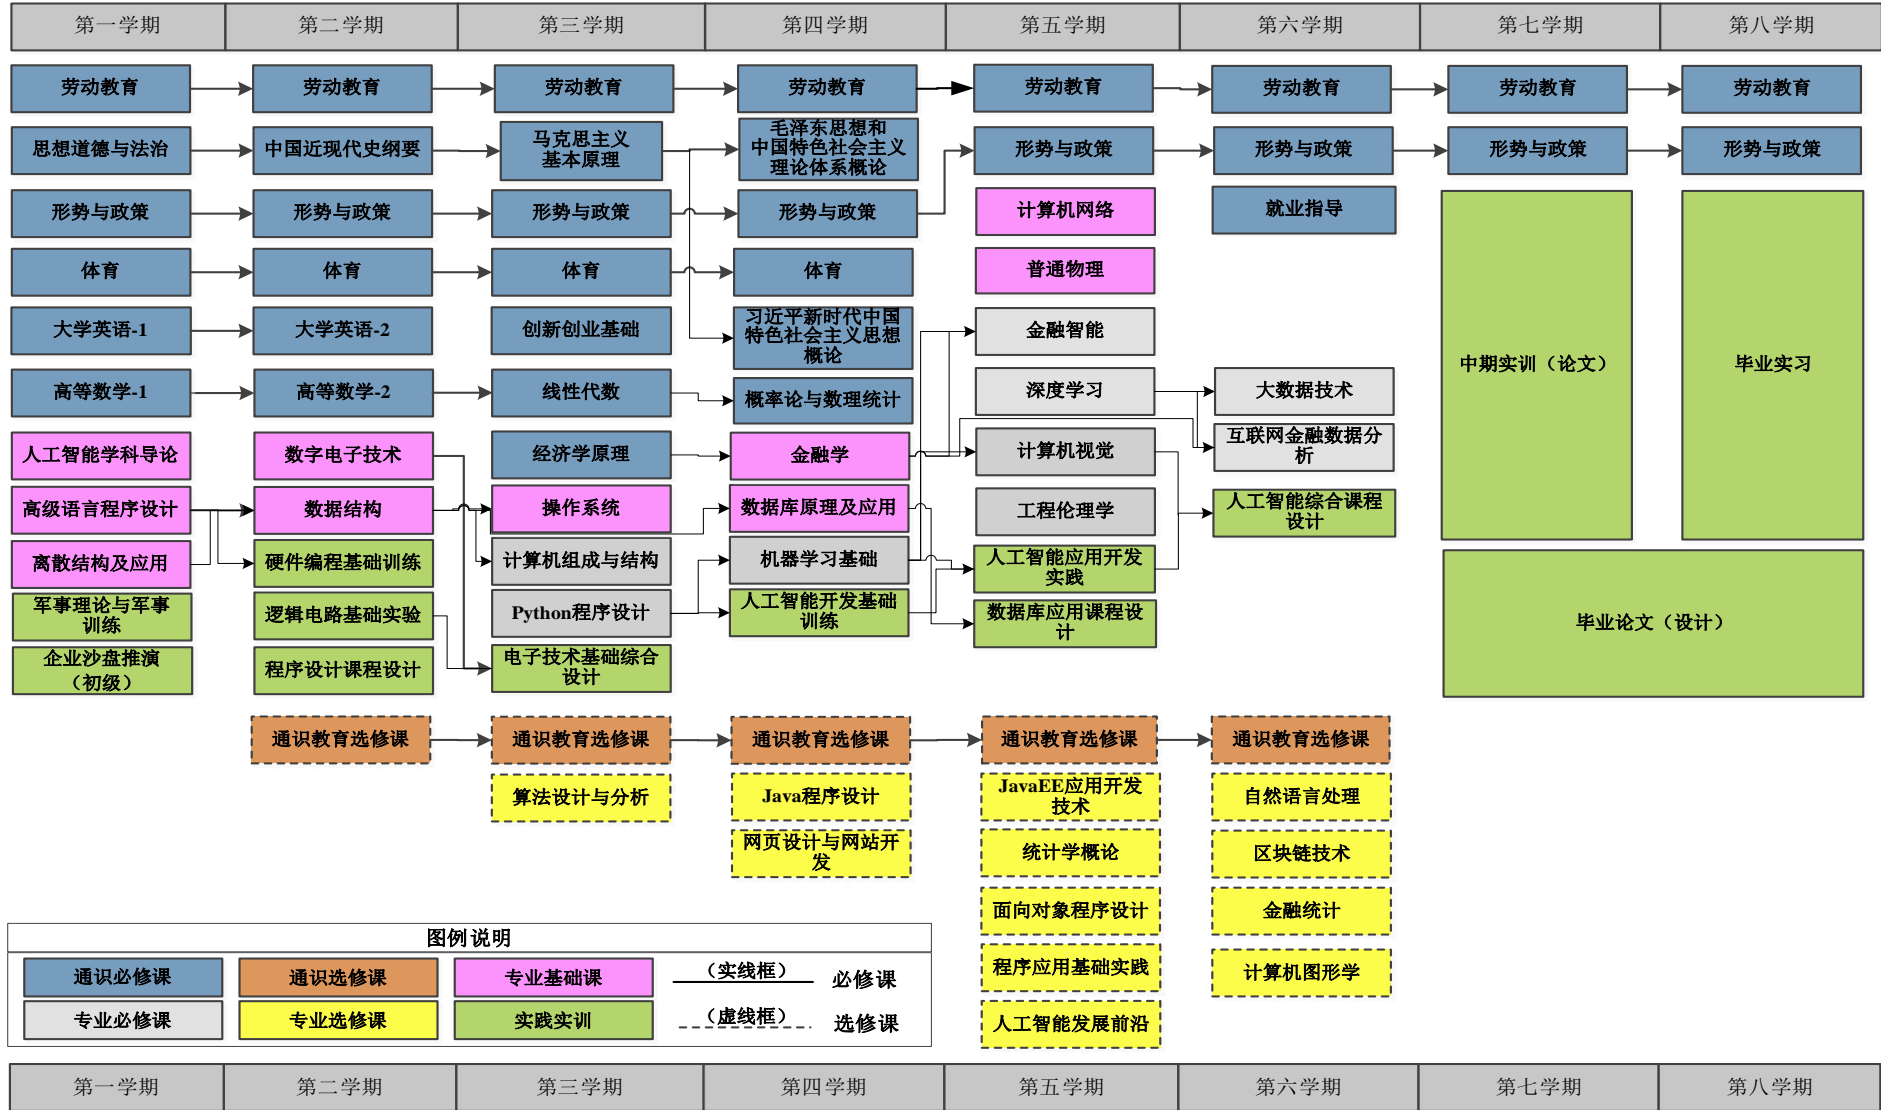 第一学期
第二学期
第三学期
第四学期
第五学期
第六学期
第七学期
第八学期
劳动教育
劳动教育
劳动教育
劳动教育
劳动教育
劳动教育
劳动教育
劳动教育
思想道德与法治
中国近现代史纲要
马克思主义
基本原理
毛泽东思想和
中国特色社会主义
理论体系概论
形势与政策
形势与政策
形势与政策
形势与政策
形势与政策
形势与政策
形势与政策
形势与政策
计算机网络
就业指导
体育
体育
体育
体育
普通物理
大学英语-1
大学英语-2
创新创业基础
习近平新时代中国
特色社会主义思想
概论
金融智能
中期实训（论文）
毕业实习
高等数学-1
高等数学-2
线性代数
概率论与数理统计
深度学习
大数据技术
人工智能学科导论
数字电子技术
经济学原理
金融学
计算机视觉
互联网金融数据分
析
高级语言程序设计
数据结构
操作系统
数据库原理及应用
工程伦理学
人工智能综合课程
设计
离散结构及应用
硬件编程基础训练
计算机组成与结构
机器学习基础
人工智能应用开发
实践
军事理论与军事
训练
逻辑电路基础实验
Python程序设计
人工智能开发基础
训练
数据库应用课程设
计
毕业论文（设计）
企业沙盘推演
（初级）
程序设计课程设计
电子技术基础综合
设计
通识教育选修课
通识教育选修课
通识教育选修课
通识教育选修课
通识教育选修课
算法设计与分析
Java程序设计
JavaEE应用开发
技术
自然语言处理
网页设计与网站开
发
统计学概论
区块链技术
面向对象程序设计
金融统计
程序应用基础实践
计算机图形学
人工智能发展前沿
图例说明
通识必修课
通识选修课
专业基础课
（实线框）
必修课
专业必修课
专业选修课
实践实训
（虚线框）
选修课
第一学期
第二学期
第三学期
第四学期
第五学期
第六学期
第七学期
第八学期